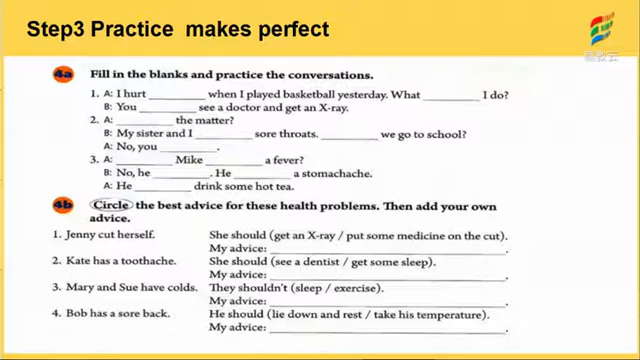 Step3 Practice makes perfect
4a Fill in the blanks and practice the conversations.
1. A: I hurt ________ when I played basketball yesterday. What ________ I do?
B: You ________ see a doctor and get an X-ray.
2. A: ________ the matter?
B: My sister and I ________ sore throats. ________ we go to school?
A: No, you ________.
3. A: ________ Mike ________ a fever?
B: No, he ________. He ________ a stomachache.
A: He ________ drink some hot tea.
4b Circle the best advice for these health problems. Then add your own
advice.
1. Jenny cut herself. She should (get an X-ray / put some medicine on the cut).
My advice: ________
2. Kate has a toothache. She should (see a dentist / get some sleep).
My advice: ________
3. Mary and Sue have colds. They shouldn't (sleep / exercise).
My advice: ________
4. Bob has a sore back. He should (lie down and rest / take his temperature).
My advice: ________